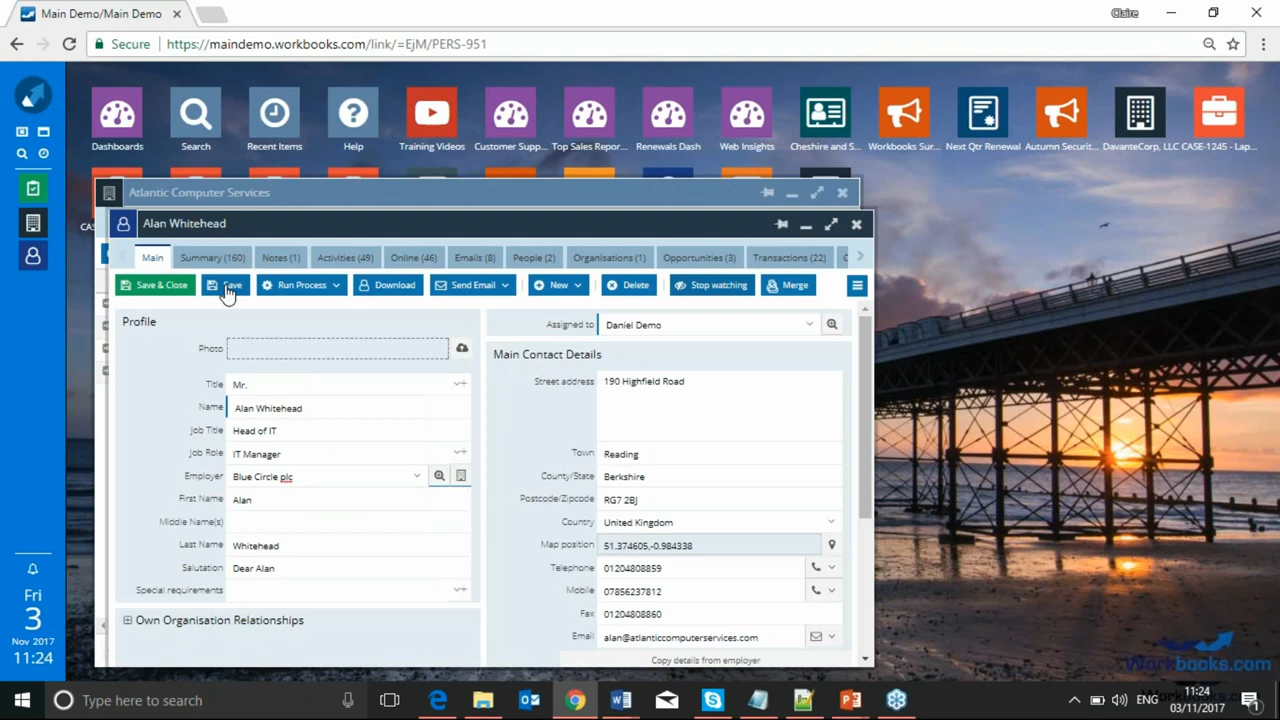 Main Demo/Main Demo
Claire
Secure
https://maindemo.workbooks.com/link/=EjM/PERS-951
Dashboards
Search
Recent Items
Help
Training Videos
Customer Supp...
Top Sales Repor...
Renewals Dash
Web Insights
Cheshire and S...
Workbooks Sur...
Next Qtr Renewal
Autumn Securit...
DavanteCorp, LLC
CASE-1245 - Lap...
Atlantic Computer Services
Alan Whitehead
Main
Summary (160)
Notes (1)
Activities (49)
Online (46)
Emails (8)
People (2)
Organisations (1)
Opportunities (3)
Transactions (22)
Save & Close
Save
Run Process
Download
Send Email
New
Delete
Stop watching
Merge
Profile
Photo
Title Mr.
Name Alan Whitehead
Job Title Head of IT
Job Role IT Manager
Employer Blue Circle plc
First Name Alan
Middle Name(s)
Last Name Whitehead
Salutation Dear Alan
Special requirements
Own Organisation Relationships
Assigned to Daniel Demo
Main Contact Details
Street address 190 Highfield Road
Town Reading
County/State Berkshire
Postcode/Zipcode RG7 2BJ
Country United Kingdom
Map position 51.374605,-0.984338
Telephone 01204808859
Mobile 07856237812
Fax 01204808860
Email alan@atlanticcomputerservices.com
Copy details from employer
Fri
3
Nov 2017
11:24
Workbooks.com
Type here to search
ENG
11:24
03/11/2017